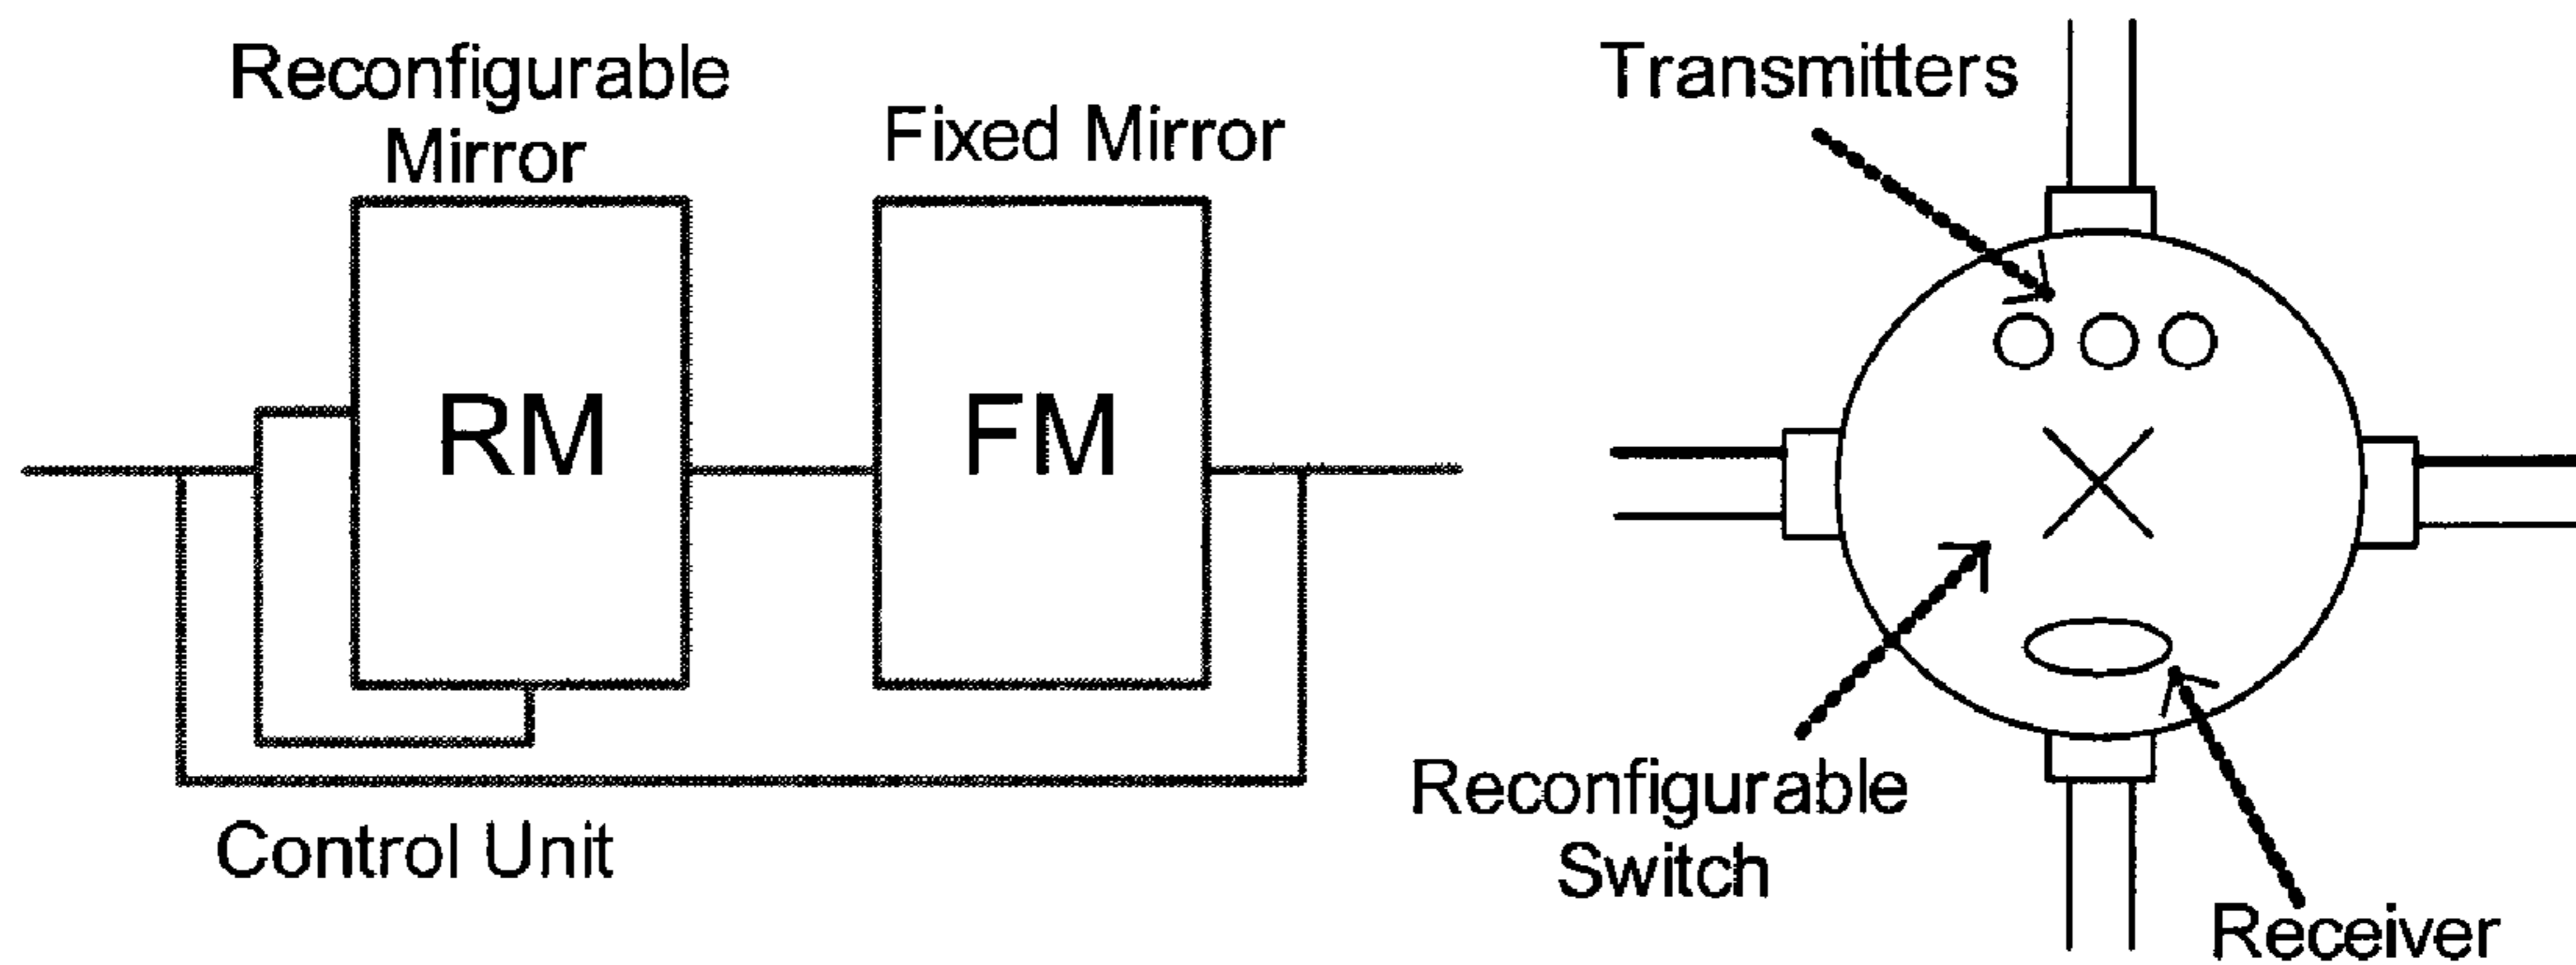 Reconfigurable
Mirror
Fixed Mirror
RM
FM
Control Unit
Transmitters
Reconfigurable
Switch
Receiver